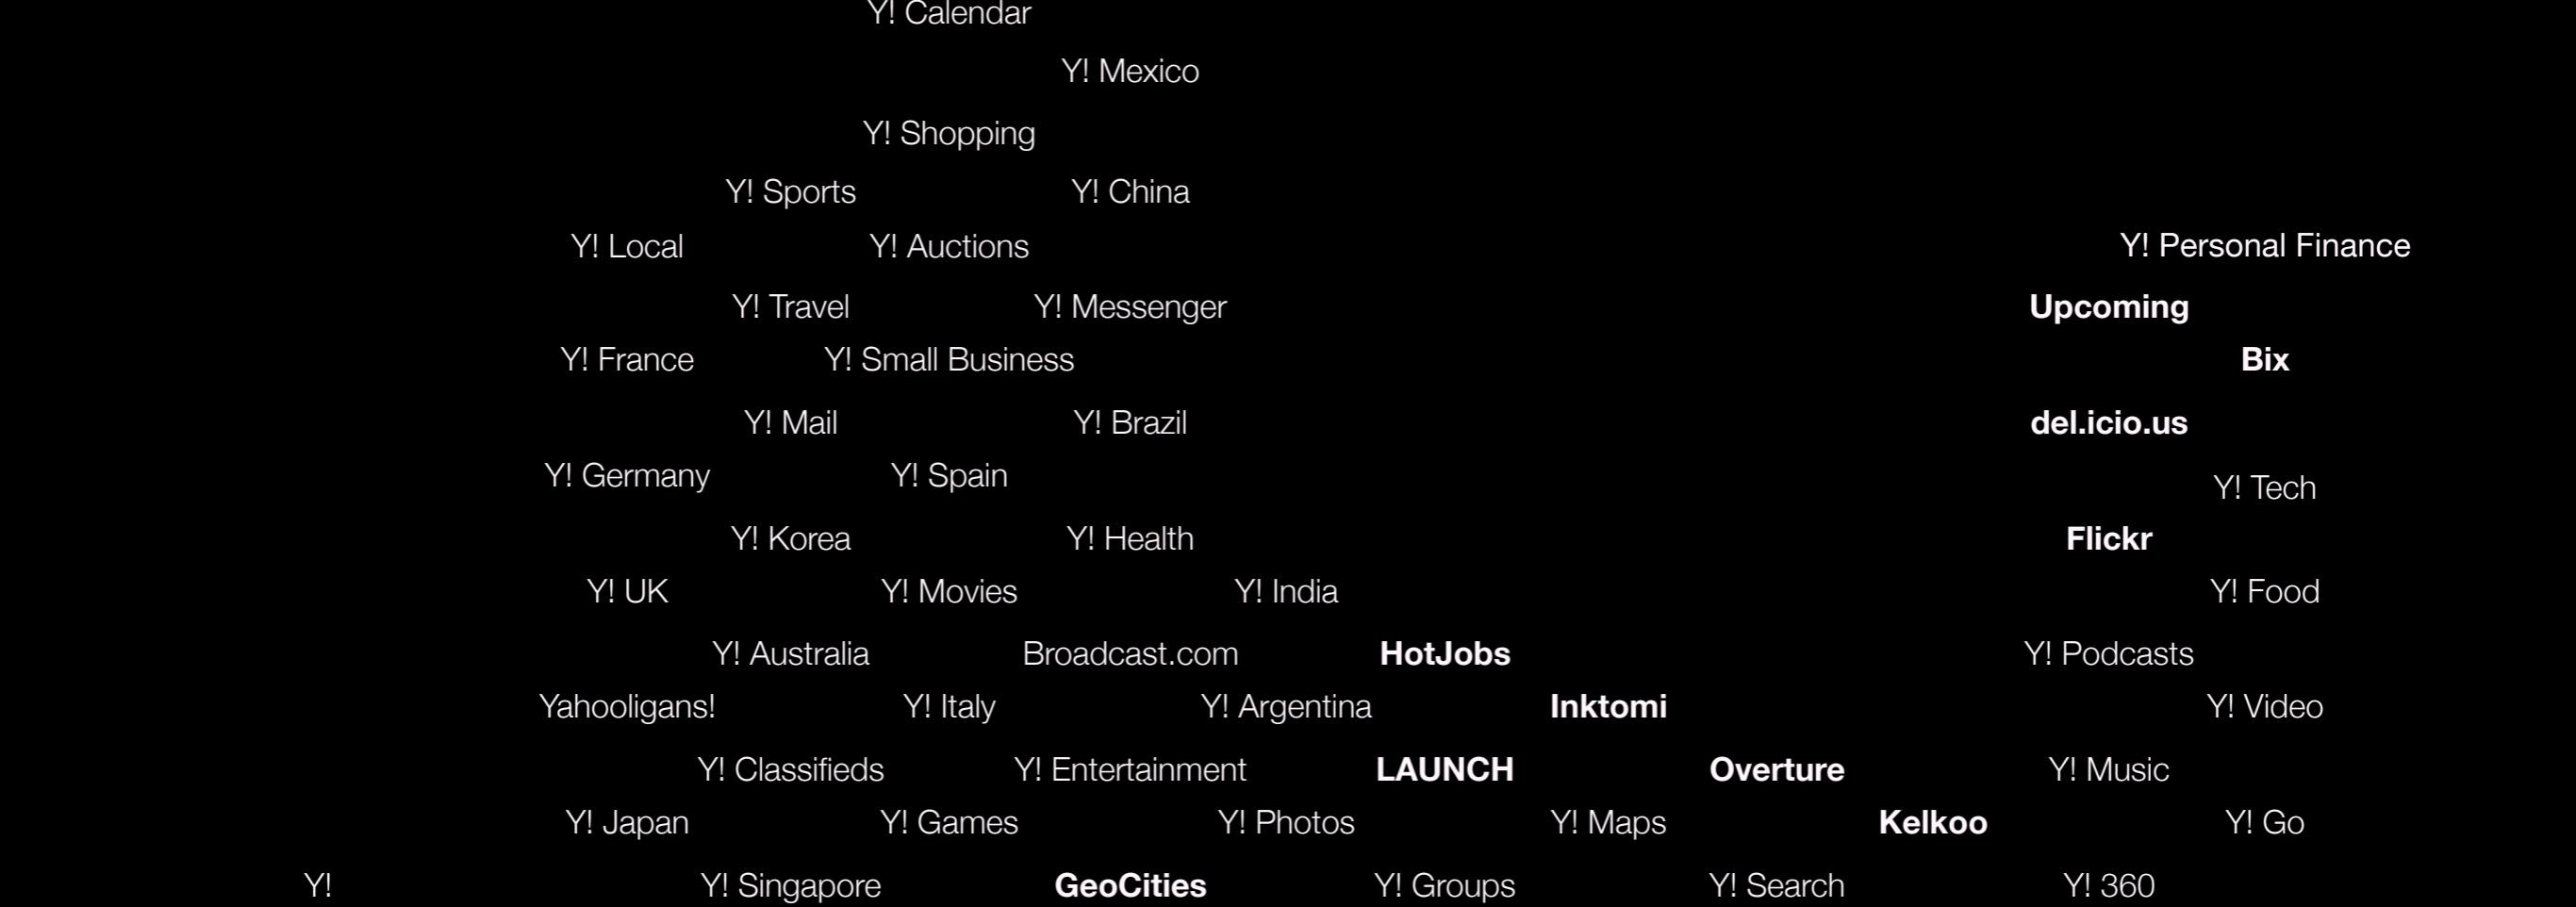 Y! Calendar
Y! Mexico
Y! Shopping
Y! Sports Y! China
Y! Local Y! Auctions Y! Personal Finance
Y! Travel Y! Messenger Upcoming
Y! France Y! Small Business Bix
Y! Mail Y! Brazil del.icio.us
Y! Germany Y! Spain Y! Tech
Y! Korea Y! Health Flickr
Y! UK Y! Movies Y! India Y! Food
Y! Australia Broadcast.com HotJobs Y! Podcasts
Yahooligans! Y! Italy Y! Argentina Inktomi Y! Video
Y! Classifieds Y! Entertainment LAUNCH Overture Y! Music
Y! Japan Y! Games Y! Photos Y! Maps Kelkoo Y! Go
Y! Y! Singapore GeoCities Y! Groups Y! Search Y! 360